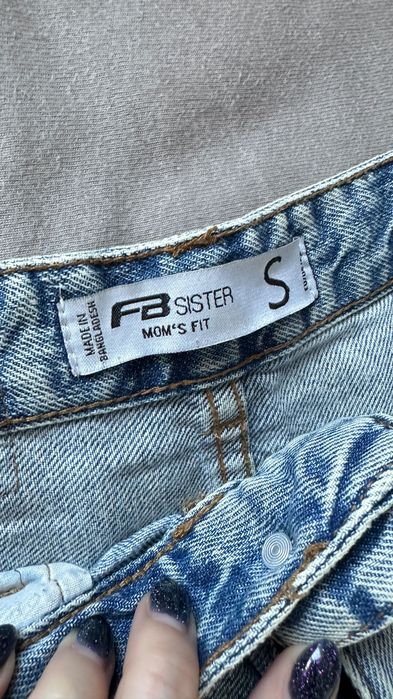 MADE IN
BANGLADESH
FB SISTER
MOM'S FIT
S